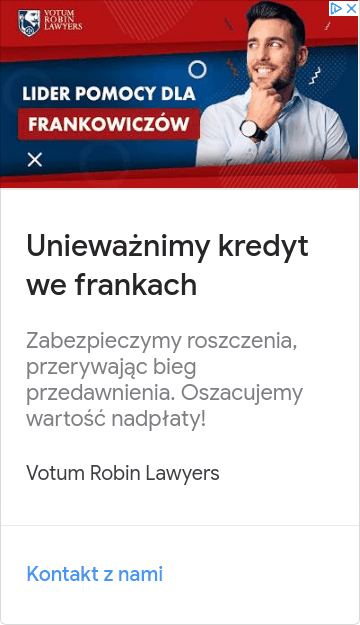 VOTUM
ROBIN
LAWYERS
LIDER POMOCY DLA
FRANKOWICZÓW
Unieważnimy kredyt
we frankach
Zabezpieczymy roszczenia,
przerywając bieg
przedawnienia. Oszacujemy
wartość nadpłaty!
Votum Robin Lawyers
Kontakt z nami